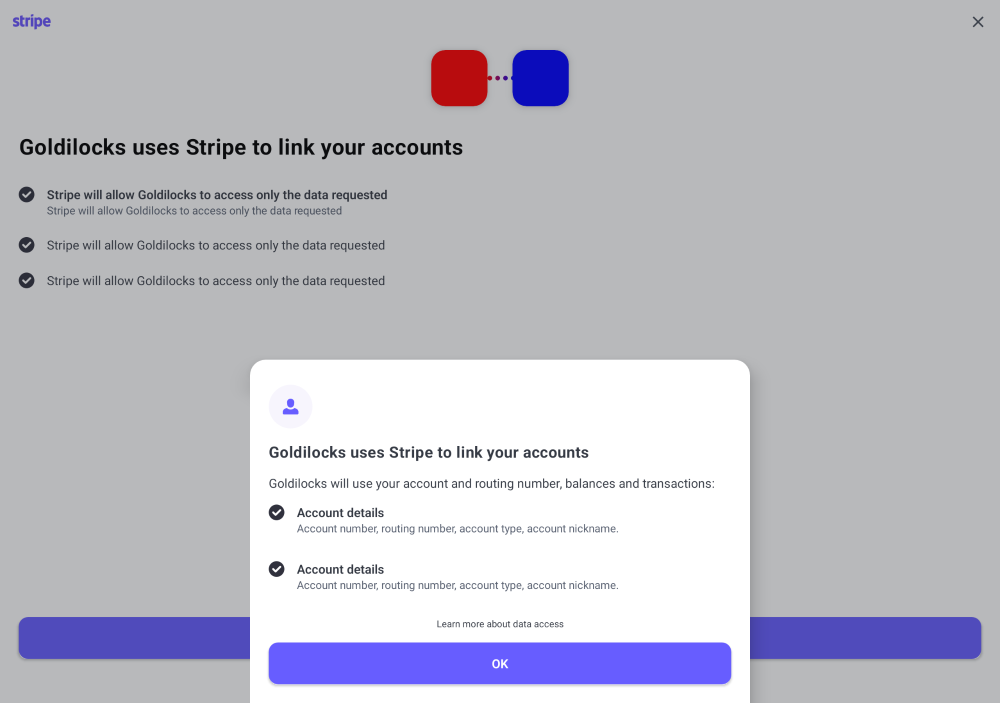 stripe
Goldilocks uses Stripe to link your accounts
Stripe will allow Goldilocks to access only the data requested
Stripe will allow Goldilocks to access only the data requested
Stripe will allow Goldilocks to access only the data requested
Stripe will allow Goldilocks to access only the data requested
Goldilocks uses Stripe to link your accounts
Goldilocks will use your account and routing number, balances and transactions:
Account details
Account number, routing number, account type, account nickname.
Account details
Account number, routing number, account type, account nickname.
Learn more about data access
OK